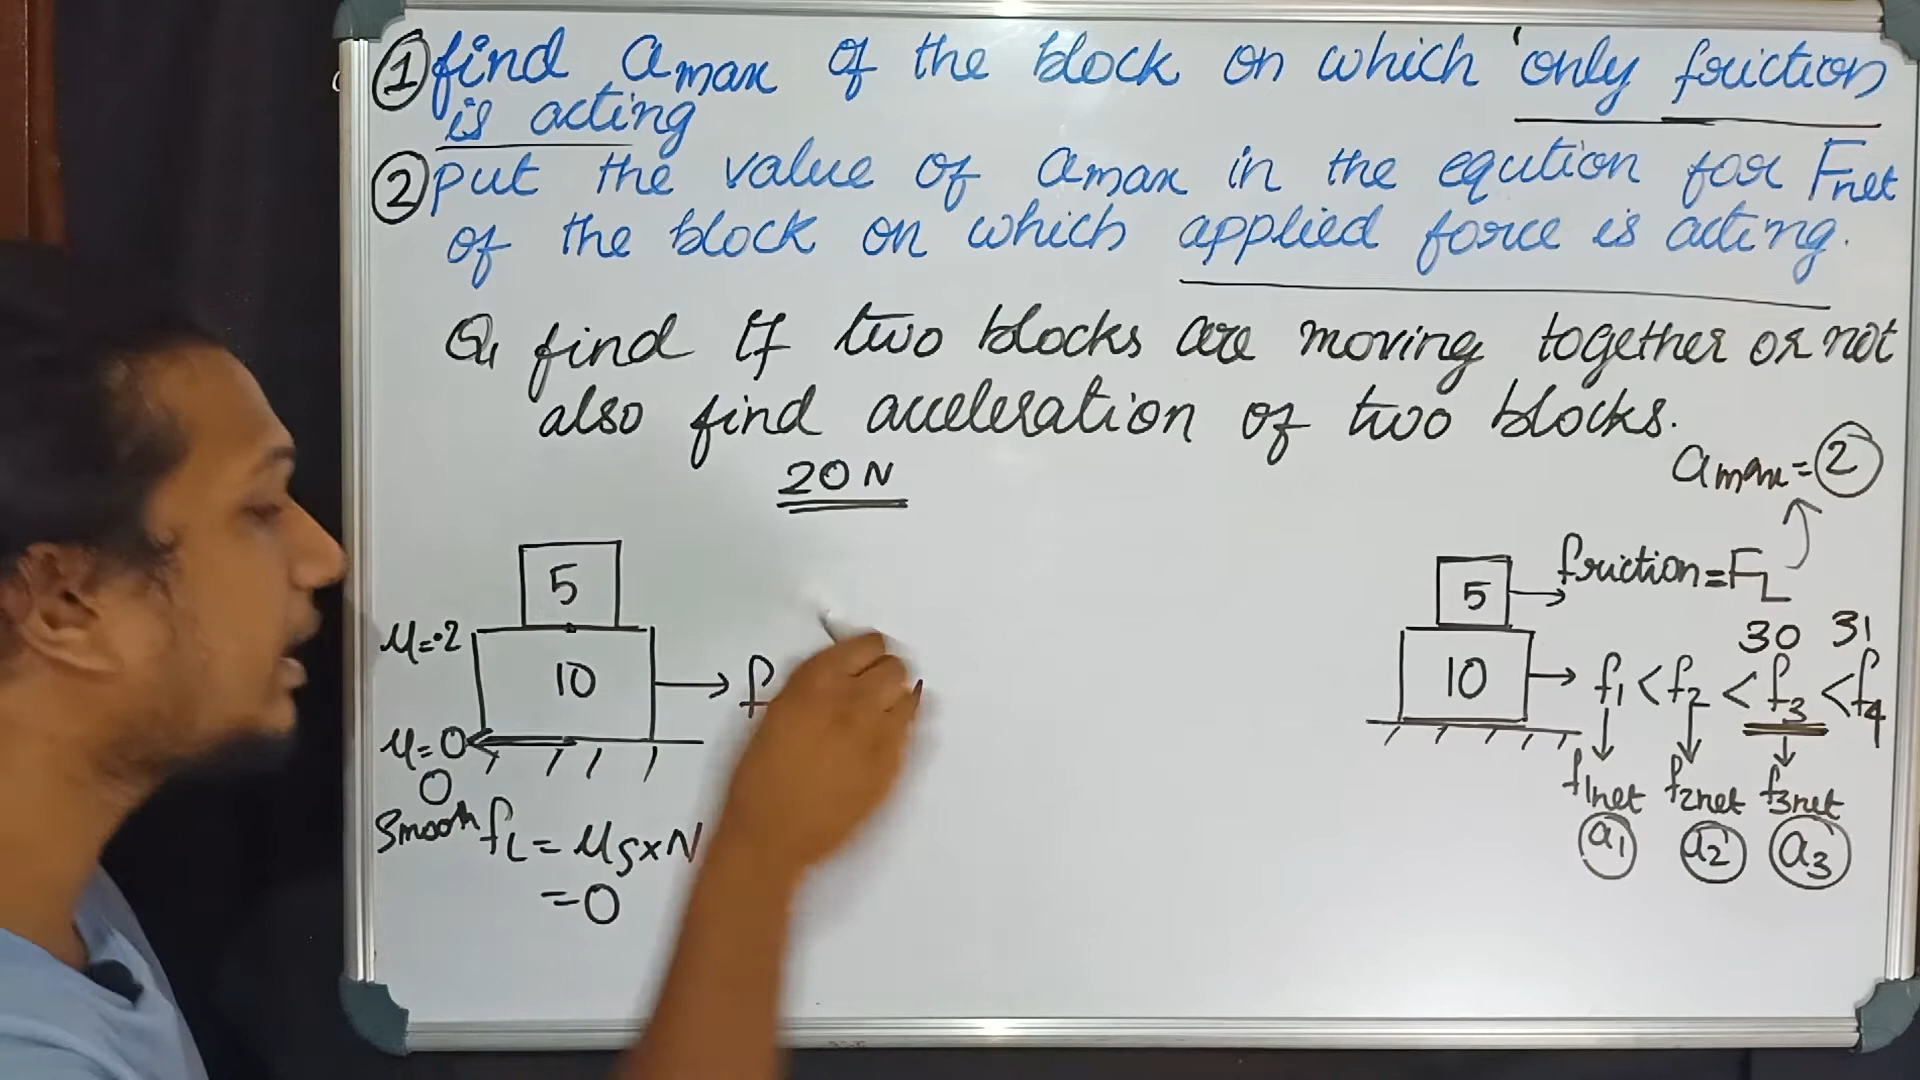 ① find amax of the block on which 'only friction
is acting
② put the value of amax in the eqution for Fnet
of the block on which applied force is acting.
Q1 find If two blocks are moving together or not
also find acceleration of two blocks.
20 N
5
10
μ=.2
μ=0
0
Smooth
f
fL = μs×N
=0
amax = 2
friction = FL
5
10
30 31
f1 < f2 < f3 < f4
f1net f2net f3net
a1 a2 a3